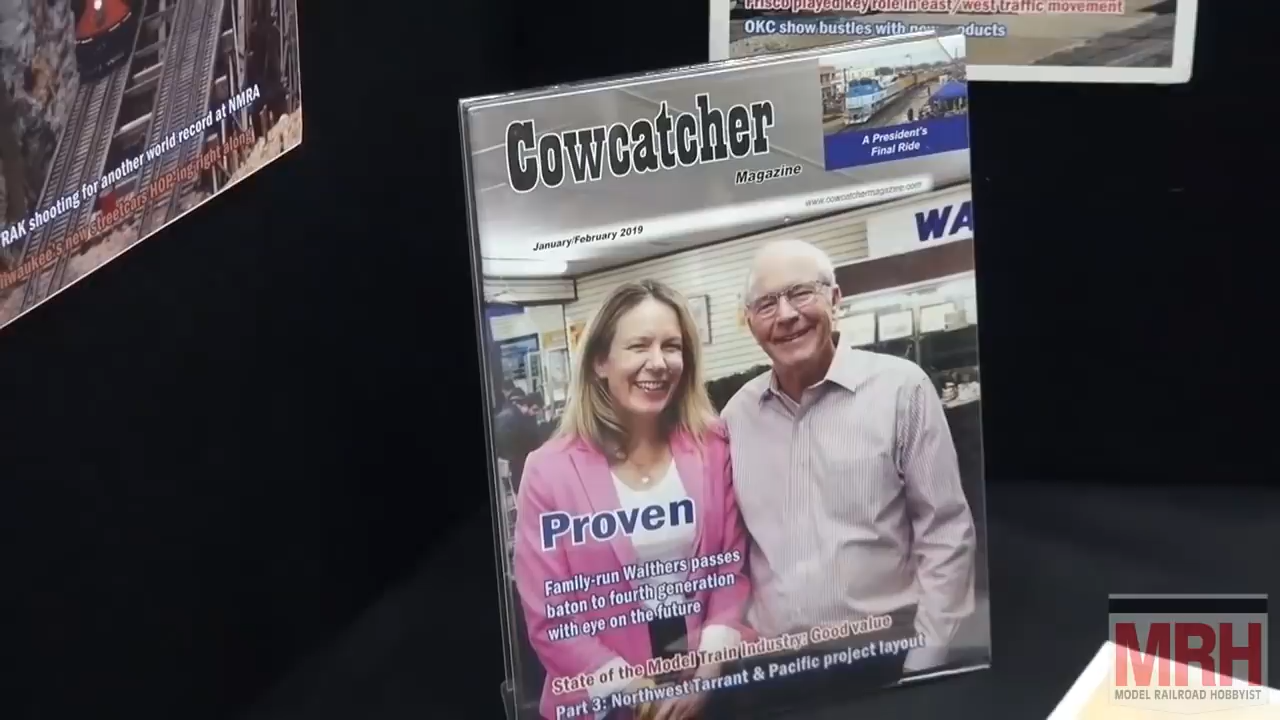 Frisco played key role in east/west traffic movement
OKC show bustles with
RAK shooting for another world record at NMRA
ilwaukee's new streetcars HOP-ing right along
Cowcatcher
Magazine
www.cowcatchermagazine.com
A President's
Final Ride
January/February 2019
WA
Proven
Family-run Walthers passes
baton to fourth generation
with eye on the future
State of the Model Train Industry: Good value
Part 3: Northwest Tarrant & Pacific project layout
MRH
MODEL RAILROAD HOBBYIST